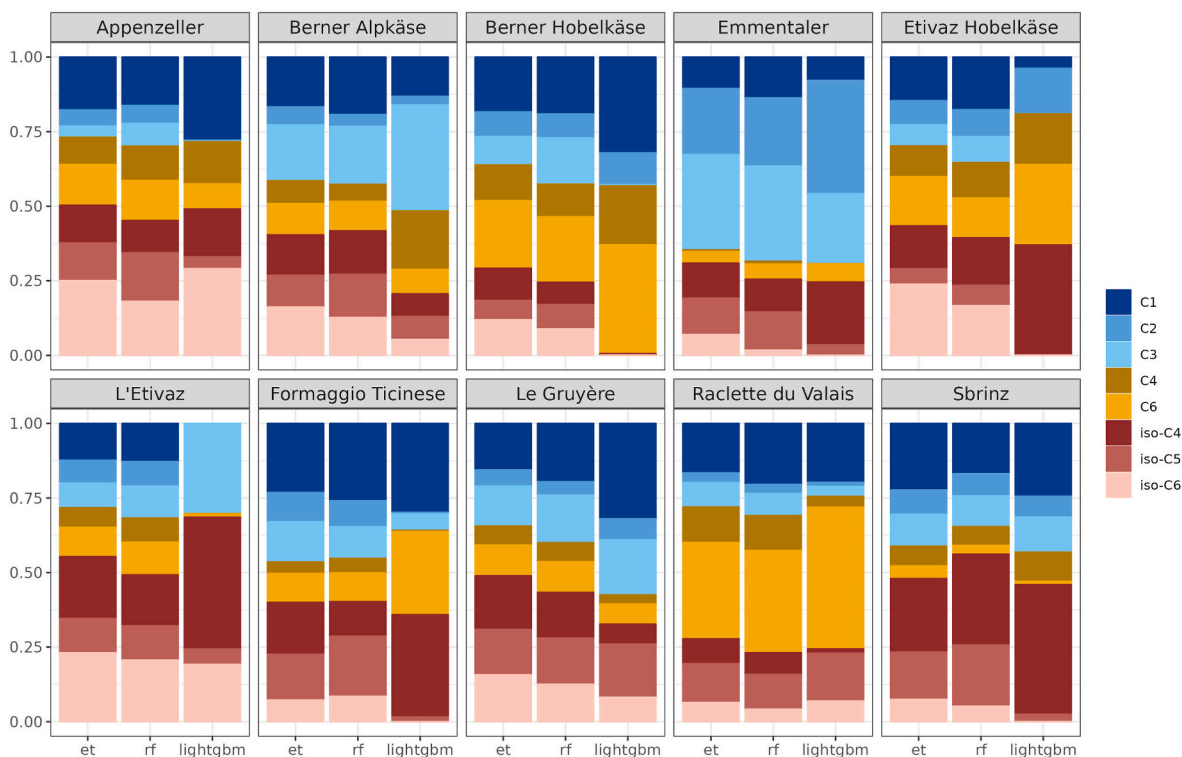 Appenzeller Berner Alpkäse Berner Hobelkäse Emmentaler Etivaz Hobelkäse
1.00
0.75
0.50
0.25
0.00
L'Etivaz Formaggio Ticinese Le Gruyère Raclette du Valais Sbrinz
1.00
0.75
0.50
0.25
0.00
et rf lightgbm et rf lightgbm et rf lightgbm et rf lightgbm et rf lightgbm
C1
C2
C3
C4
C6
iso-C4
iso-C5
iso-C6